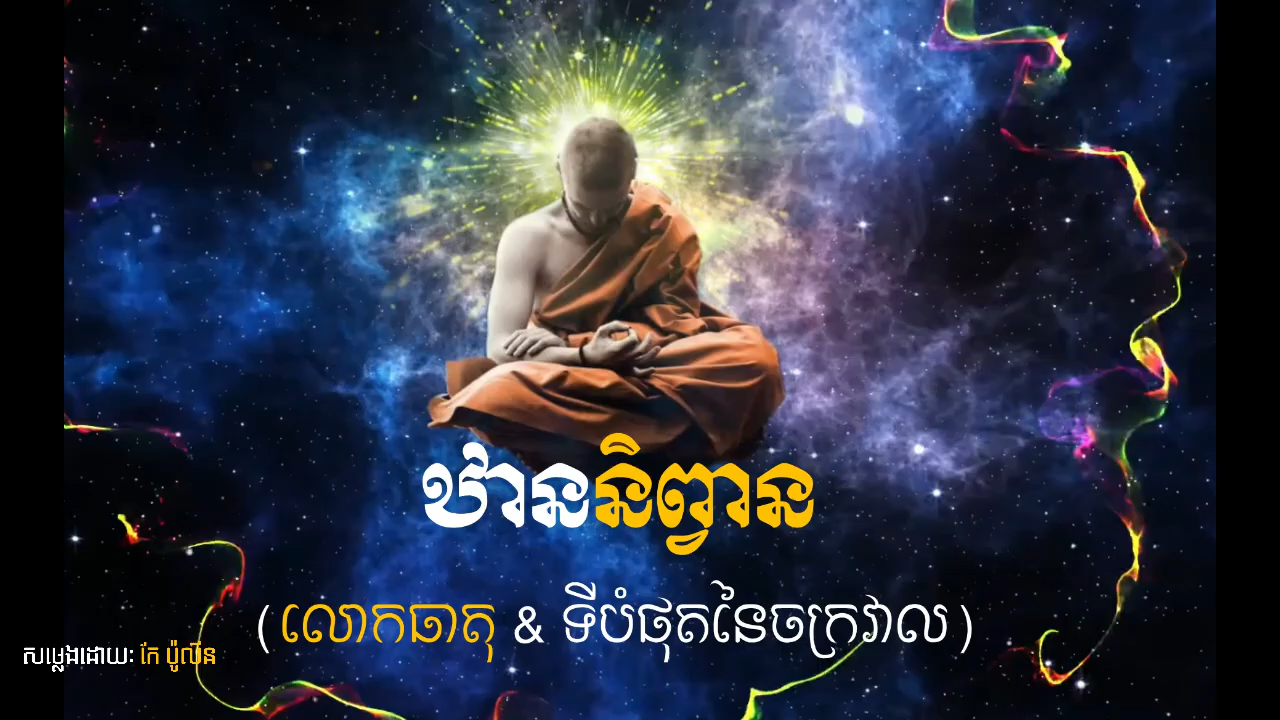 ឋាននិព្វាន
(លោកធាតុ & ទីបំផុតនៃចក្រវាល)
សម្លេងដោយៈ កែ ប៉ូលីន